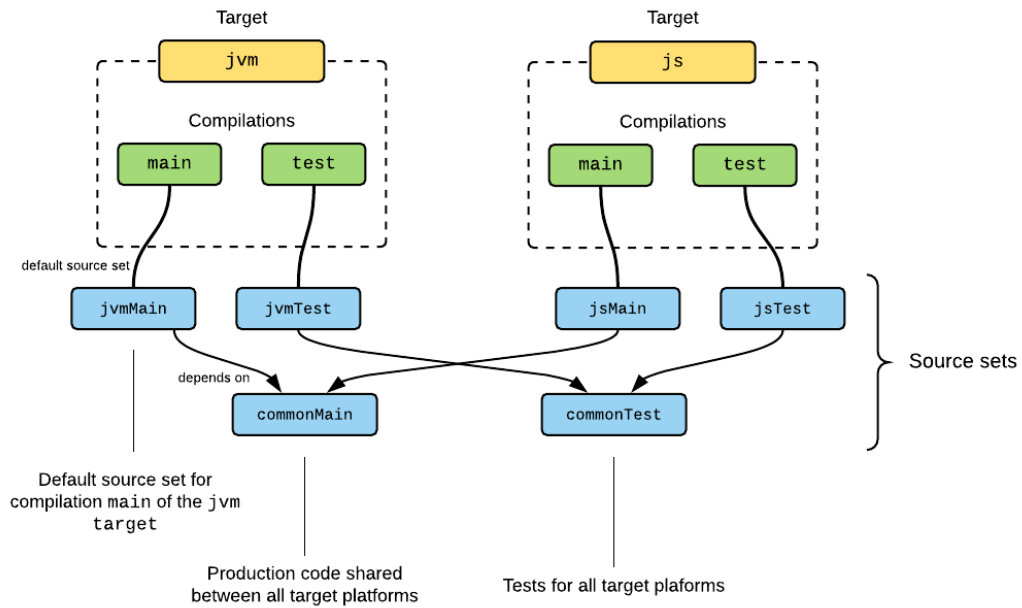 Target
Target
jvm
js
Compilations
Compilations
main
test
main
test
default source set
jvmMain
jvmTest
jsMain
jsTest
Source sets
depends on
commonMain
commonTest
Default source set for
compilation main of the jvm
target
Production code shared
between all target platforms
Tests for all target plaforms